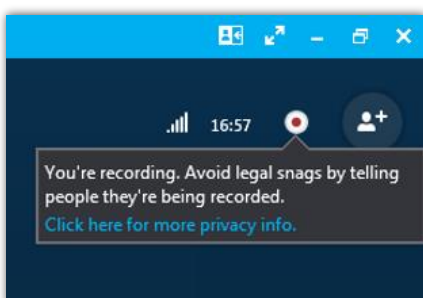 16:57
You're recording. Avoid legal snags by telling
people they're being recorded.
Click here for more privacy info.